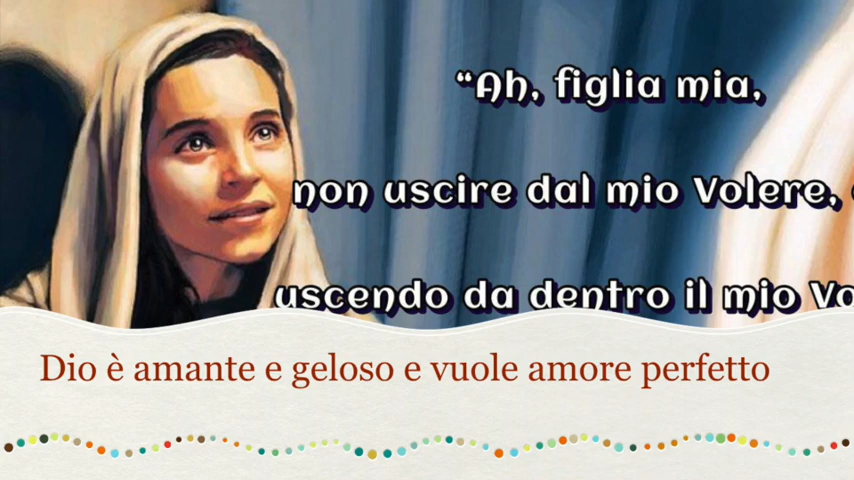 “Ah, figlia mia,
non uscire dal mio Volere,
uscendo da dentro il mio
Dio è amante e geloso e vuole amore perfetto